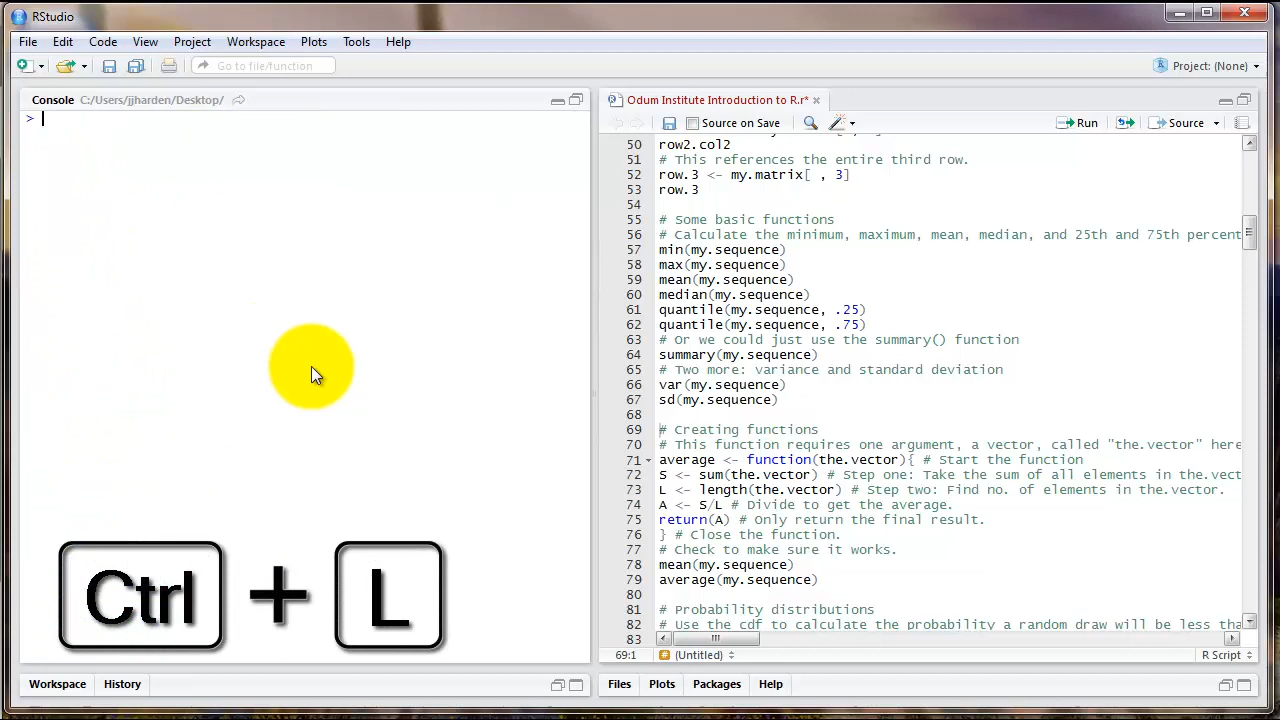 RStudio
File Edit Code View Project Workspace Plots Tools Help
Go to file/function Project: (None)
Console C:/Users/jjharden/Desktop/
>
Ctrl + L
Workspace History
Odum Institute Introduction to R.r*
Source on Save Run Source
50 row2.col2
51 # This references the entire third row.
52 row.3 <- my.matrix[ , 3]
53 row.3
54
55 # Some basic functions
56 # Calculate the minimum, maximum, mean, median, and 25th and 75th percent
57 min(my.sequence)
58 max(my.sequence)
59 mean(my.sequence)
60 median(my.sequence)
61 quantile(my.sequence, .25)
62 quantile(my.sequence, .75)
63 # Or we could just use the summary() function
64 summary(my.sequence)
65 # Two more: variance and standard deviation
66 var(my.sequence)
67 sd(my.sequence)
68
69 # Creating functions
70 # This function requires one argument, a vector, called "the.vector" here
71 average <- function(the.vector){ # Start the function
72 S <- sum(the.vector) # Step one: Take the sum of all elements in the.vect
73 L <- length(the.vector) # Step two: Find no. of elements in the.vector.
74 A <- S/L # Divide to get the average.
75 return(A) # Only return the final result.
76 } # Close the function.
77 # Check to make sure it works.
78 mean(my.sequence)
79 average(my.sequence)
80
81 # Probability distributions
82 # Use the cdf to calculate the probability a random draw will be less tha
83
69:1 (Untitled) R Script
Files Plots Packages Help